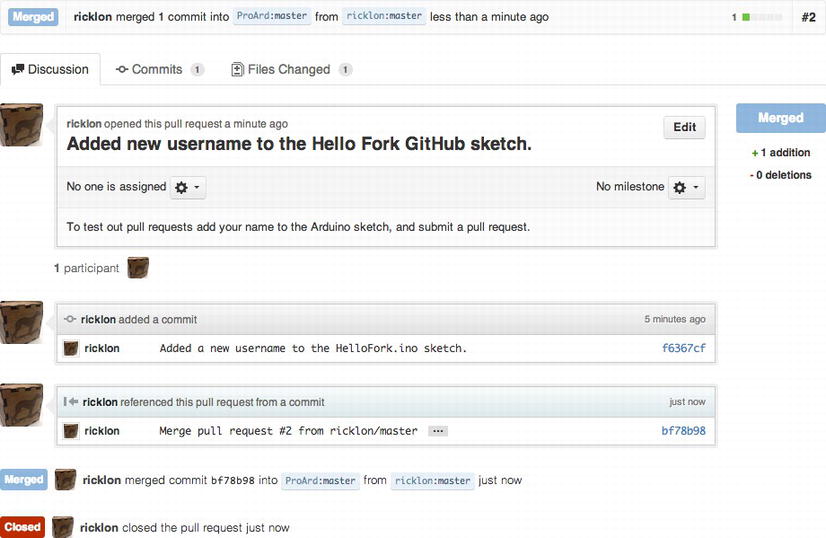 Merged ricklon merged 1 commit into ProArd:master from ricklon:master less than a minute ago 1 #2
Discussion Commits 1 Files Changed 1
ricklon opened this pull request a minute ago
Edit
Added new username to the Hello Fork GitHub sketch.
Merged
+ 1 addition
- 0 deletions
No one is assigned No milestone
To test out pull requests add your name to the Arduino sketch, and submit a pull request.
1 participant
ricklon added a commit 5 minutes ago
ricklon Added a new username to the HelloFork.ino sketch. f6367cf
ricklon referenced this pull request from a commit just now
ricklon Merge pull request #2 from ricklon/master ... bf78b98
Merged ricklon merged commit bf78b98 into ProArd:master from ricklon:master just now
Closed ricklon closed the pull request just now